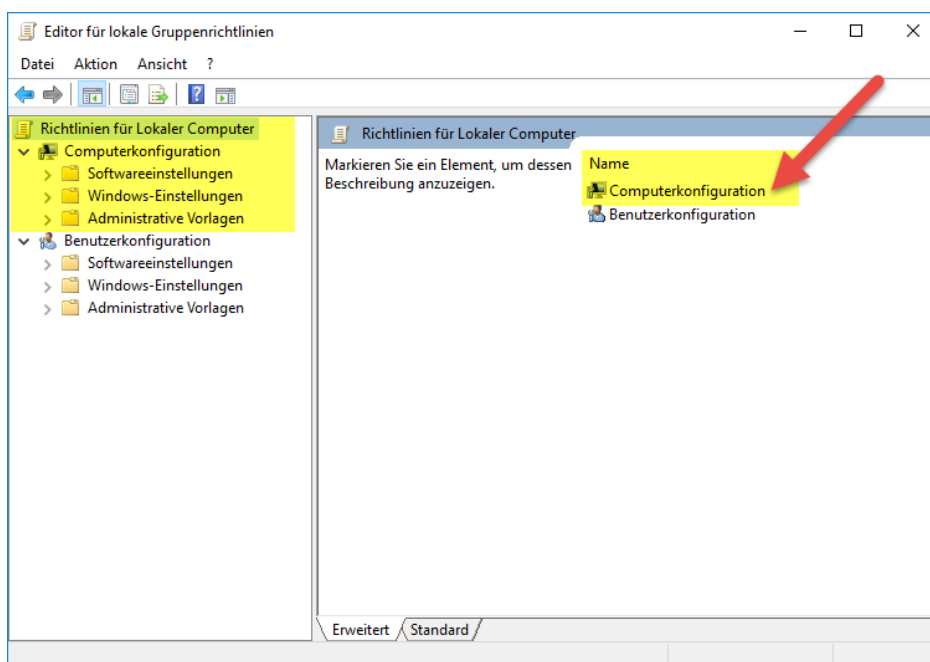 Editor für lokale Gruppenrichtlinien
Datei Aktion Ansicht ?
Richtlinien für Lokaler Computer
Computerkonfiguration
Softwareeinstellungen
Windows-Einstellungen
Administrative Vorlagen
Benutzerkonfiguration
Softwareeinstellungen
Windows-Einstellungen
Administrative Vorlagen
Richtlinien für Lokaler Computer
Markieren Sie ein Element, um dessen
Beschreibung anzuzeigen.
Name
Computerkonfiguration
Benutzerkonfiguration
Erweitert Standard